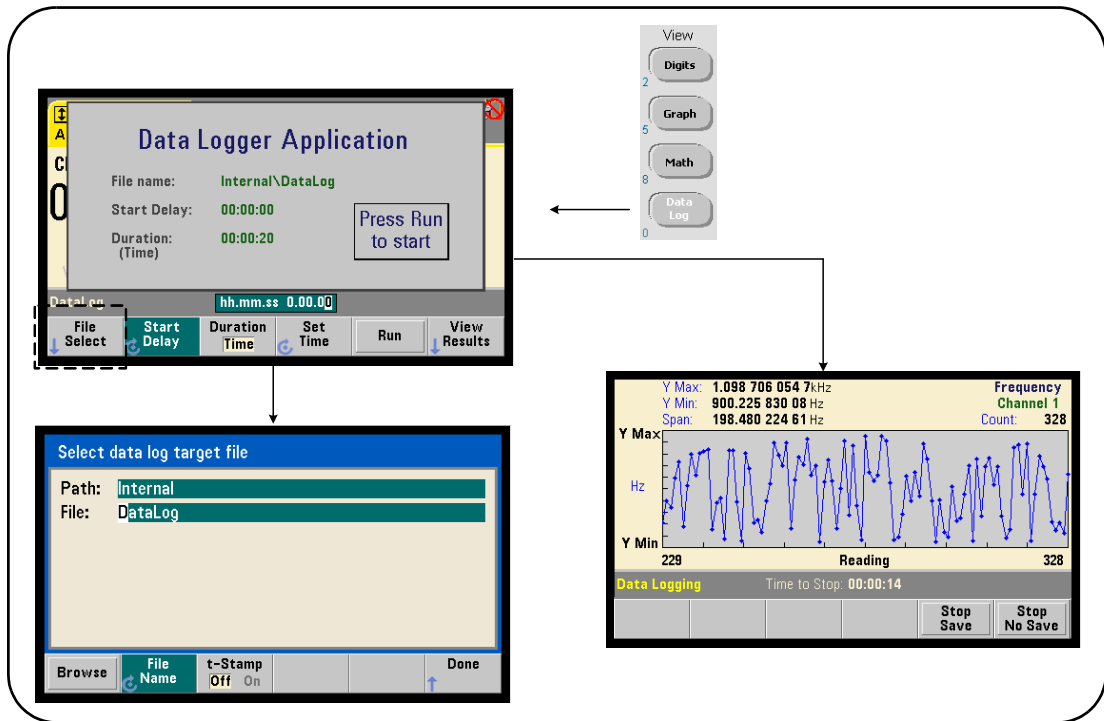 View
Digits
2
Graph
5
Math
8
Data
Log
0
A
Data Logger Application
File name: Internal\DataLog
Start Delay: 00:00:00
Duration: 00:00:20
(Time)
Press Run
to start
DataLog
hh.mm.ss 0.00.00
File
Select
Start
Delay
Duration
Time
Set
Time
Run
View
Results
Select data log target file
Path: Internal
File: DataLog
Browse
File
Name
t-Stamp
Off On
Done
Y Max: 1.098 706 054 7kHz
Frequency
Y Min: 900.225 830 08 Hz
Channel 1
Span: 198.480 224 61 Hz
Count: 328
Y Max
Hz
Y Min
229 Reading 328
Data Logging Time to Stop: 00:00:14
Stop
Save
Stop
No Save